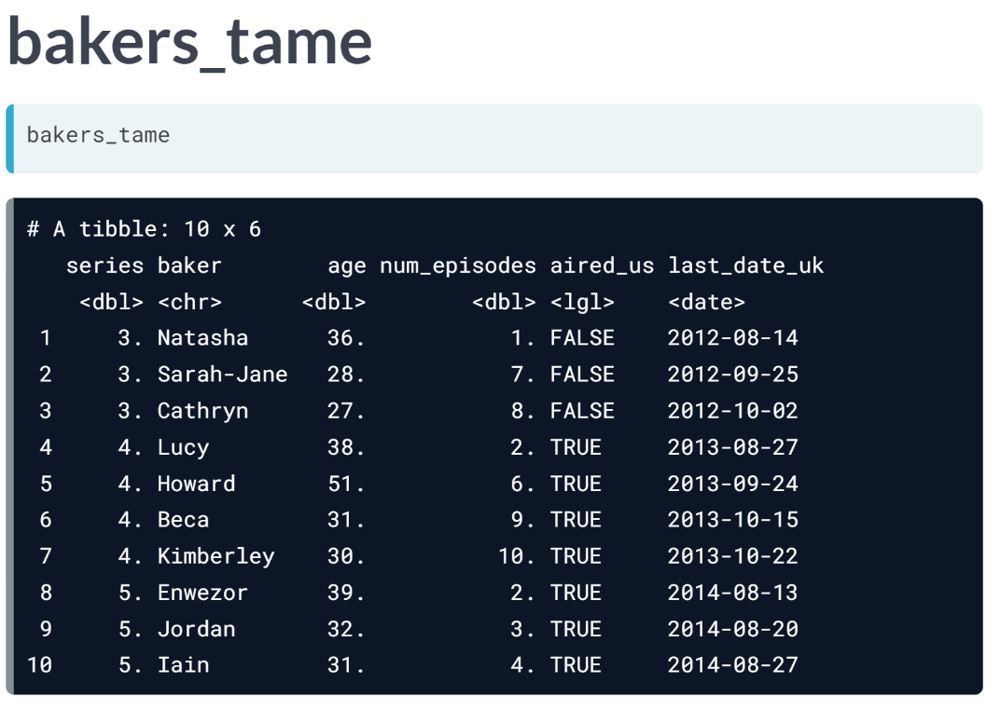 bakers_tame
bakers_tame
# A tibble: 10 x 6
   series baker        age num_episodes aired_us last_date_uk
    <dbl> <chr>      <dbl>        <dbl> <lgl>    <date>
 1     3. Natasha      36.           1. FALSE    2012-08-14
 2     3. Sarah-Jane   28.           7. FALSE    2012-09-25
 3     3. Cathryn      27.           8. FALSE    2012-10-02
 4     4. Lucy         38.           2. TRUE     2013-08-27
 5     4. Howard       51.           6. TRUE     2013-09-24
 6     4. Beca         31.           9. TRUE     2013-10-15
 7     4. Kimberley    30.          10. TRUE     2013-10-22
 8     5. Enwezor      39.           2. TRUE     2014-08-13
 9     5. Jordan       32.           3. TRUE     2014-08-20
10     5. Iain         31.           4. TRUE     2014-08-27